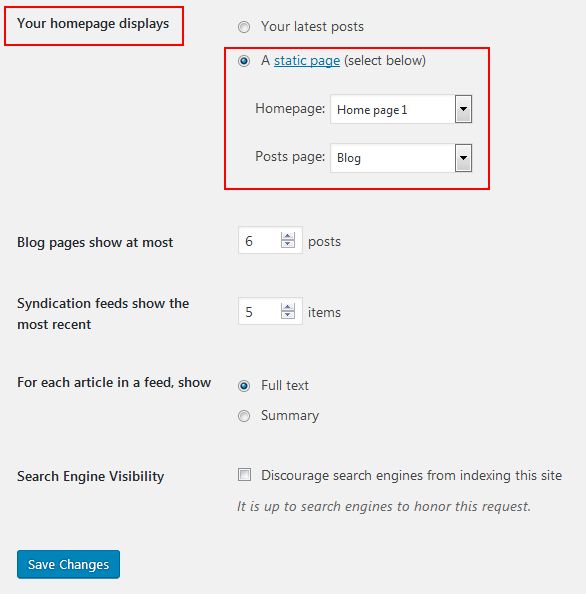 Your homepage displays
Your latest posts
A static page (select below)
Homepage: Home page 1
Posts page: Blog
Blog pages show at most 6 posts
Syndication feeds show the
most recent
5 items
For each article in a feed, show
Full text
Summary
Search Engine Visibility
Discourage search engines from indexing this site
It is up to search engines to honor this request.
Save Changes